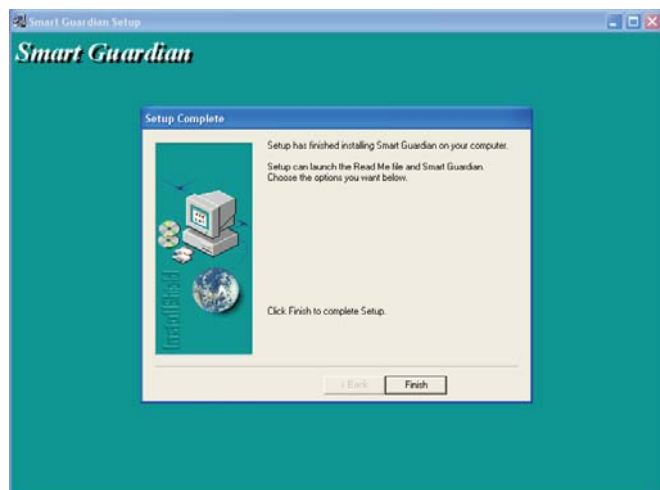 Smart Guardian Setup
Smart Guardian
Setup Complete
Setup has finished installing Smart Guardian on your computer.
Setup can launch the Read Me file and Smart Guardian.
Choose the options you want below.
InstallShield
Click Finish to complete Setup.
< Back
Finish